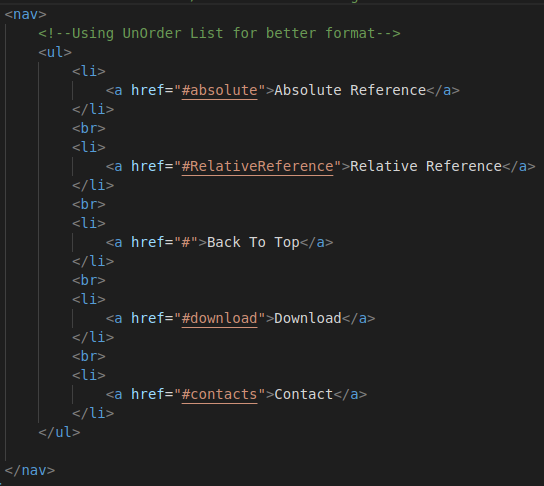 <nav>
<!--Using UnOrder List for better format-->
<ul>
<li>
<a href="#absolute">Absolute Reference</a>
</li>
<br>
<li>
<a href="#RelativeReference">Relative Reference</a>
</li>
<br>
<li>
<a href="#">Back To Top</a>
</li>
<br>
<li>
<a href="#download">Download</a>
</li>
<br>
<li>
<a href="#contacts">Contact</a>
</li>
</ul>
</nav>